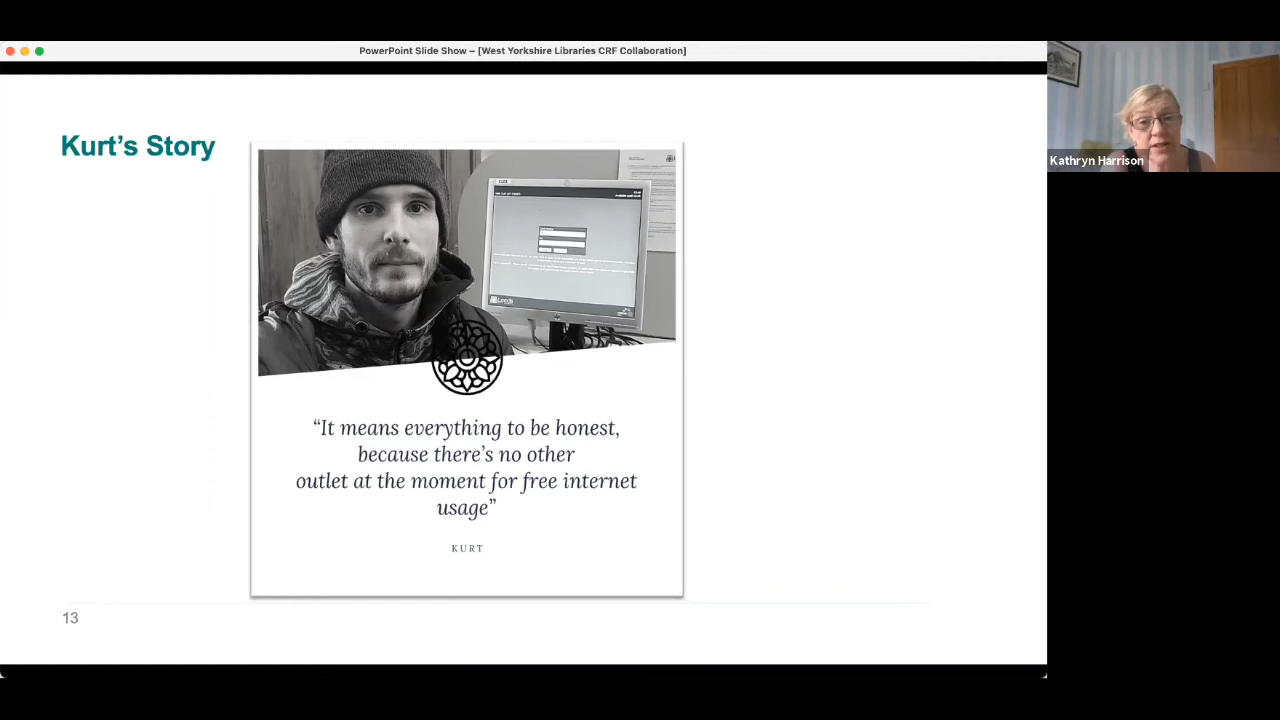 PowerPoint Slide Show – [West Yorkshire Libraries CRF Collaboration]
Kurt's Story
Kathryn Harrison
Leeds
“It means everything to be honest,
because there's no other
outlet at the moment for free internet
usage”
KURT
13